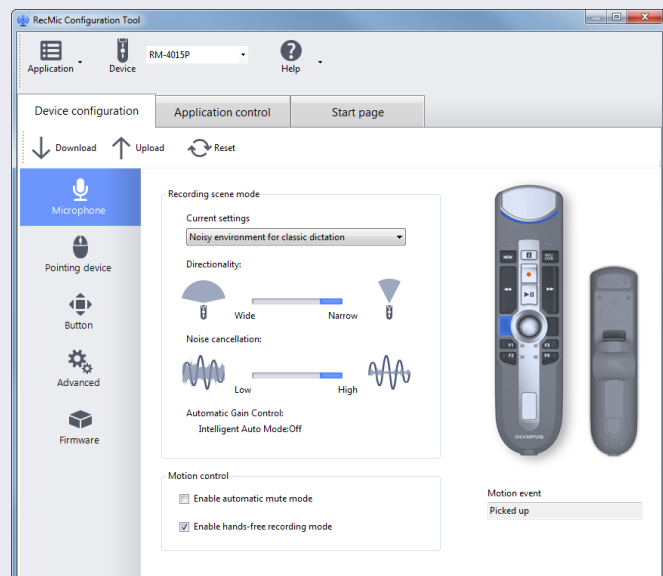 RecMic Configuration Tool
Application
Device
RM-4015P
Help
Device configuration
Application control
Start page
Download
Upload
Reset
Microphone
Pointing device
Button
Advanced
Firmware
Recording scene mode
Current settings
Noisy environment for classic dictation
Directionality:
Wide
Narrow
Noise cancellation:
Low
High
Automatic Gain Control:
Intelligent Auto Mode:Off
Motion control
Enable automatic mute mode
Enable hands-free recording mode
NEW
F1
F2
F3
F4
OLYMPUS
Motion event
Picked up